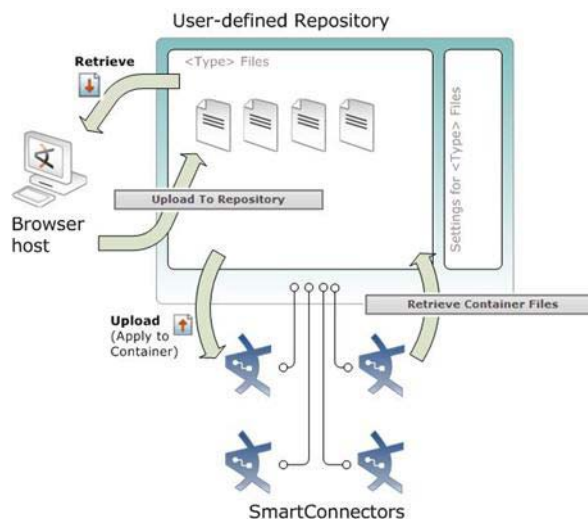 User-defined Repository
Retrieve
<Type> Files
Settings for <Type> Files
Upload To Repository
Browser
host
Retrieve Container Files
Upload
(Apply to
Container)
SmartConnectors